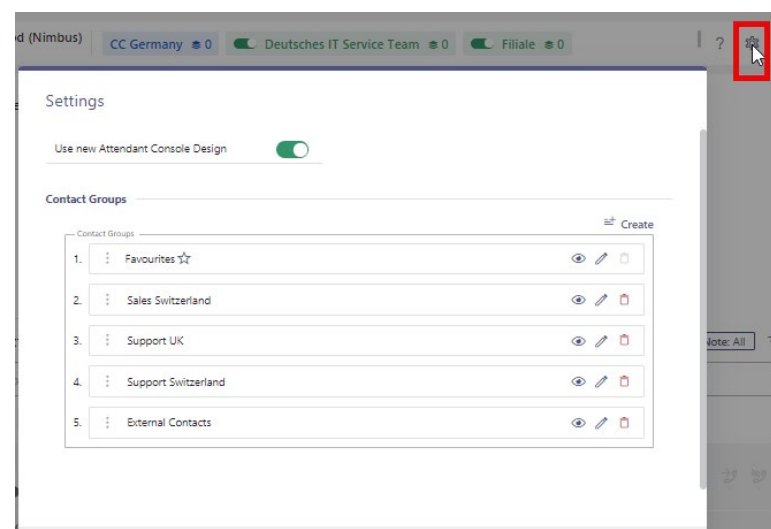 (Nimbus)
CC Germany 0
Deutsches IT Service Team 0
Filiale 0
?
Settings
Use new Attendant Console Design
Contact Groups
Create
Contact Groups
1. Favourites
2. Sales Switzerland
3. Support UK
4. Support Switzerland
5. External Contacts
Note: All